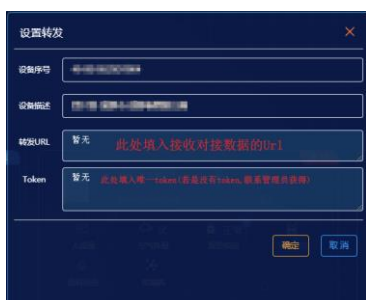 设置转发
设备序号
设备描述
转发URL
暂无
此处填入接收对接数据的Url
Token
暂无
此处填入唯一token(若是没有token,联系管理员获得)
确定
取消